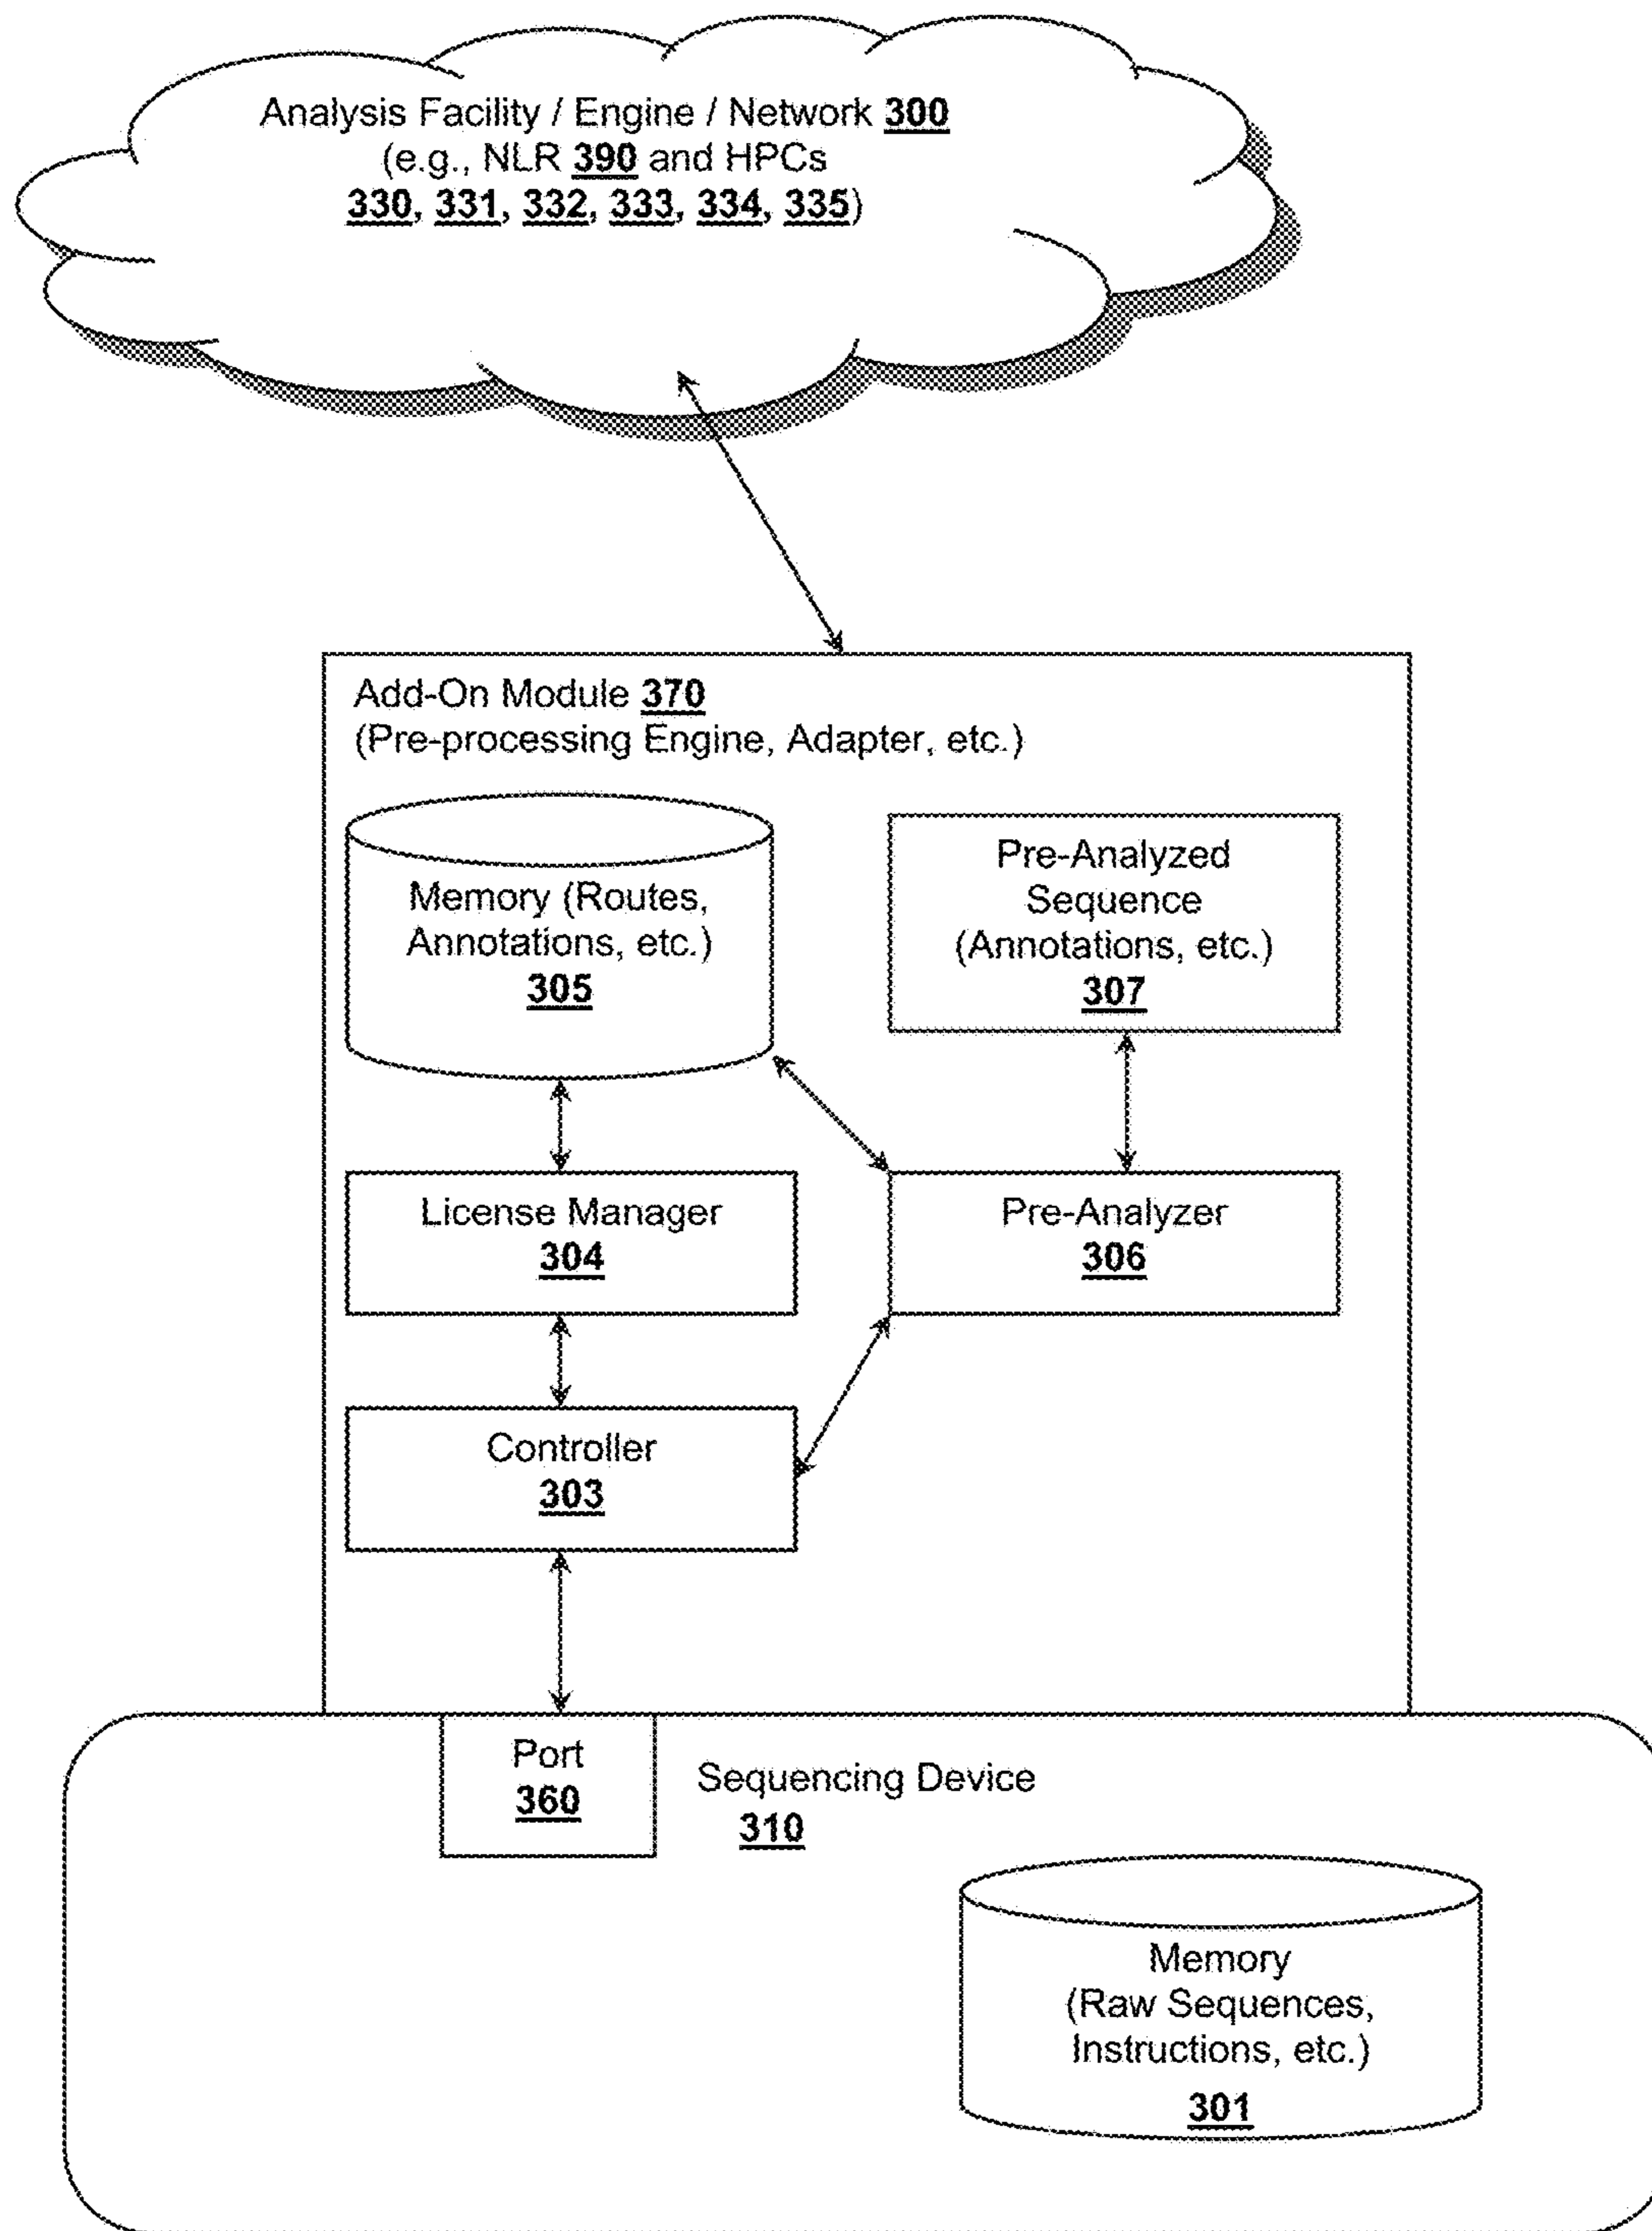 Analysis Facility / Engine / Network 300
(e.g., NLR 390 and HPCs
330, 331, 332, 333, 334, 335)
Add-On Module 370
(Pre-processing Engine, Adapter, etc.)
Memory (Routes,
Annotations, etc.)
305
Pre-Analyzed
Sequence
(Annotations, etc.)
307
License Manager
304
Pre-Analyzer
306
Controller
303
Port
360
Sequencing Device
310
Memory
(Raw Sequences,
Instructions, etc.)
301